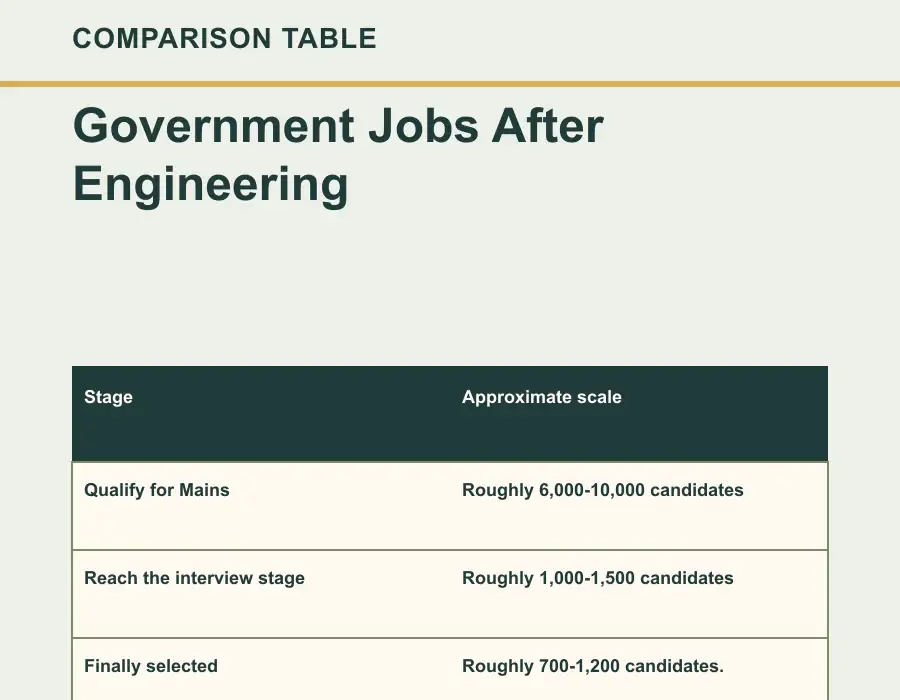 COMPARISON TABLE
Government Jobs After
Engineering
Stage Approximate scale
Qualify for Mains Roughly 6,000-10,000 candidates
Reach the interview stage Roughly 1,000-1,500 candidates
Finally selected Roughly 700-1,200 candidates.